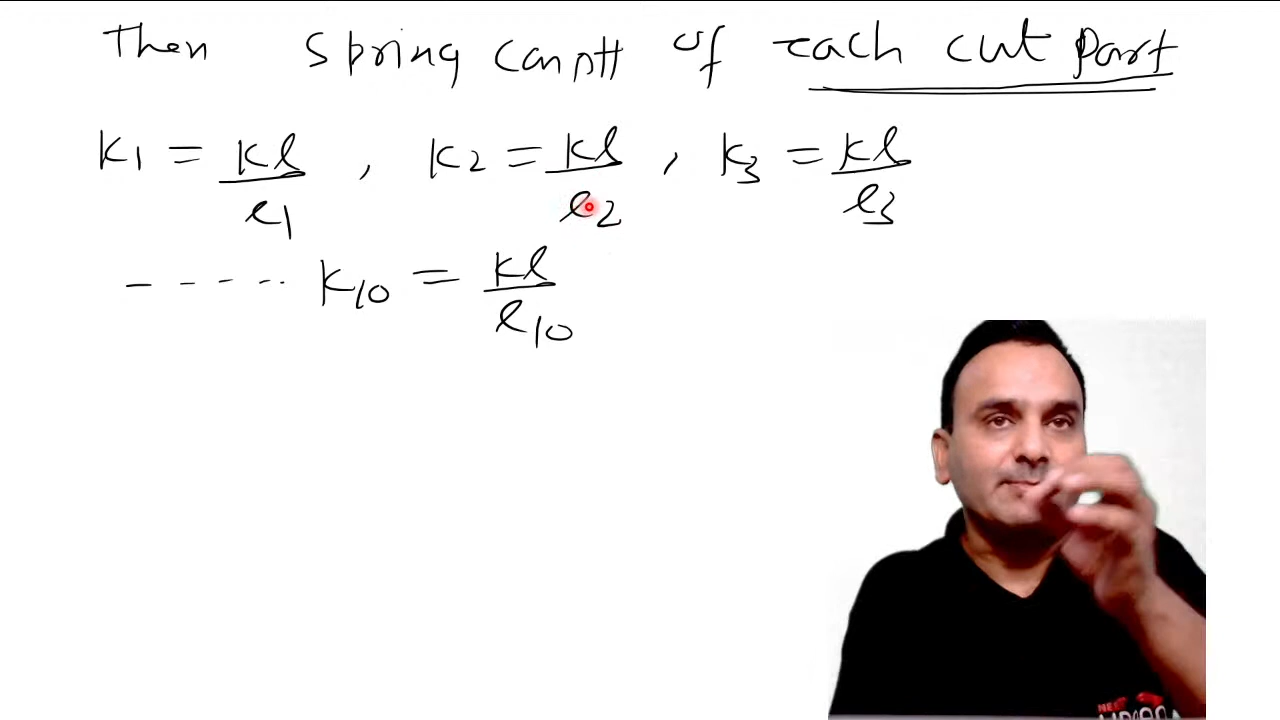 Then spring constt of each cut part
K1 = Kl/l1 , K2 = Kl/l2 , K3 = Kl/l3
----- K10 = Kl/l10
NE